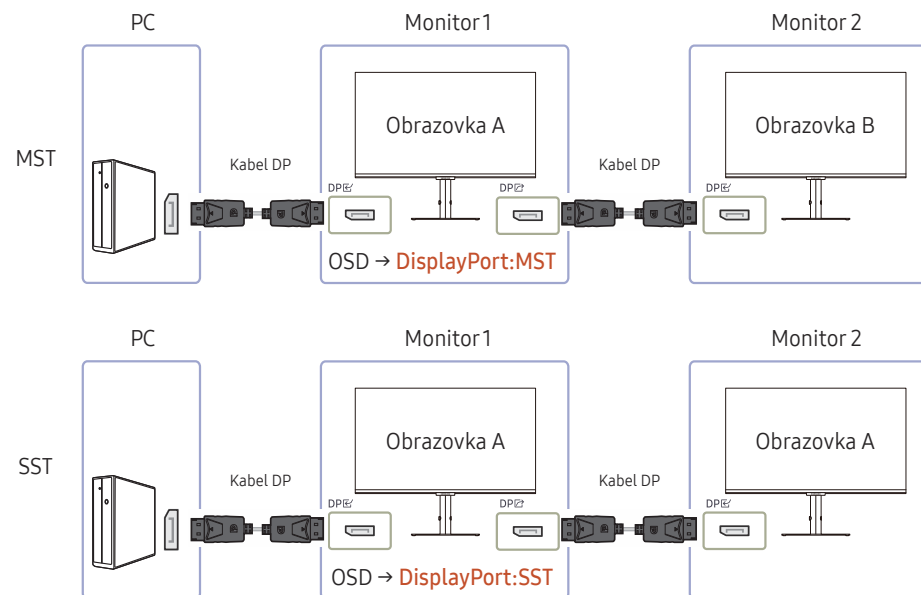 PC
Monitor 1
Monitor 2
Obrazovka A
Obrazovka B
MST
Kabel DP
Kabel DP
DP
DP
DP
OSD → DisplayPort:MST
PC
Monitor 1
Monitor 2
Obrazovka A
Obrazovka A
SST
Kabel DP
Kabel DP
DP
DP
DP
OSD → DisplayPort:SST